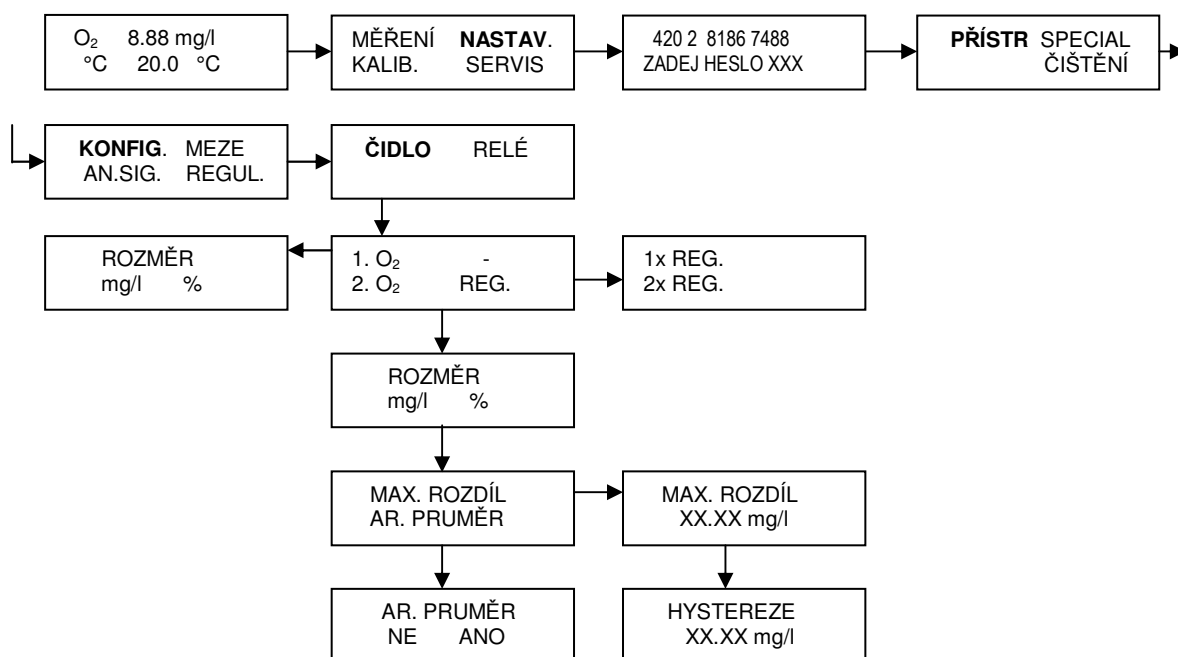 O₂ 8.88 mg/l
°C 20.0 °C
MĚŘENÍ NASTAV.
KALIB. SERVIS
420 2 8186 7488
ZADEJ HESLO XXX
PŘÍSTR SPECIAL
ČIŠTĚNÍ
KONFIG. MEZE
AN.SIG. REGUL.
ČIDLO RELÉ
ROZMĚR
mg/l %
1. O₂ -
2. O₂ REG.
1x REG.
2x REG.
ROZMĚR
mg/l %
MAX. ROZDÍL
AR. PRUMĚR
MAX. ROZDÍL
XX.XX mg/l
AR. PRUMĚR
NE ANO
HYSTEREZE
XX.XX mg/l